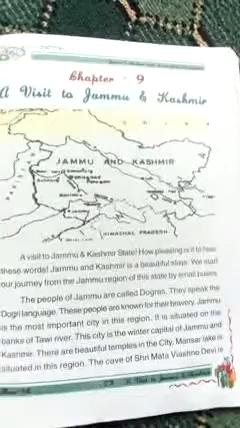 Chapter - 9
A Visit to Jammu & Kashmir
JAMMU AND KASHMIR
HIMACHAL PRADESH
A visit to Jammu & Kashmir State! How pleasing it is to hear
these words! Jammu and Kashmir is a beautiful state. We start
our journey from the Jammu region of this state by small buses.
The people of Jammu are called Dogras. They speak the
Dogri language. These people are known for their bravery. Jammu
is the most important city in this region. It is situated on the
banks of Tawi river. This city is the winter capital of Jammu and
Kashmir. There are beautiful temples in the City. Mansar lake is
situated in this region. The cave of Shri Mata Vaishno Devi is
A Visit to Jammu & Kashmir